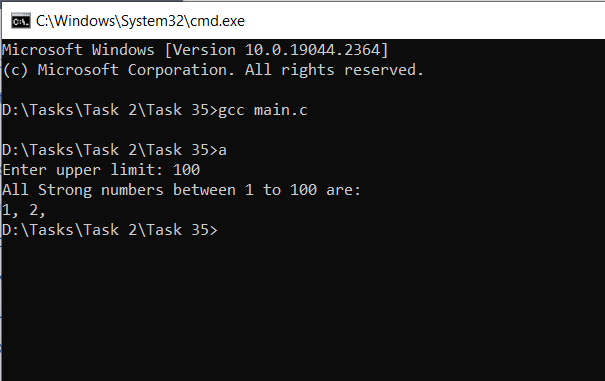 C:\Windows\System32\cmd.exe
Microsoft Windows [Version 10.0.19044.2364]
(c) Microsoft Corporation. All rights reserved.
D:\Tasks\Task 2\Task 35>gcc main.c
D:\Tasks\Task 2\Task 35>a
Enter upper limit: 100
All Strong numbers between 1 to 100 are:
1, 2,
D:\Tasks\Task 2\Task 35>